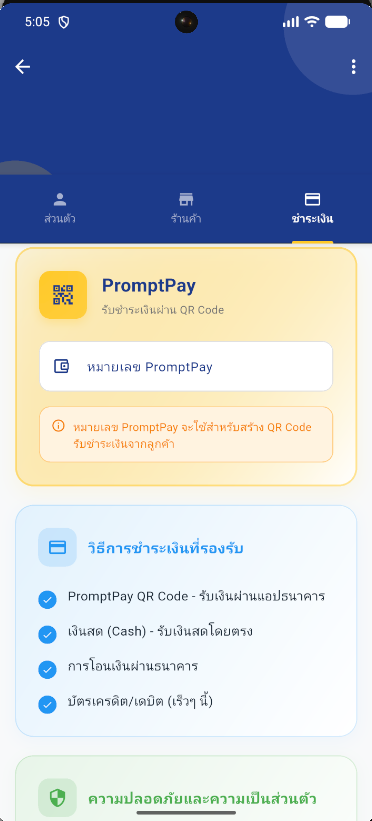 5:05
ส่วนตัว
ร้านค้า
ชำระเงิน
PromptPay
รับชำระเงินผ่าน QR Code
หมายเลข PromptPay
หมายเลข PromptPay จะใช้สำหรับสร้าง QR Code
รับชำระเงินจากลูกค้า
วิธีการชำระเงินที่รองรับ
PromptPay QR Code - รับเงินผ่านแอปธนาคาร
เงินสด (Cash) - รับเงินสดโดยตรง
การโอนเงินผ่านธนาคาร
บัตรเครดิต/เดบิต (เร็วๆ นี้)
ความปลอดภัยและความเป็นส่วนตัว